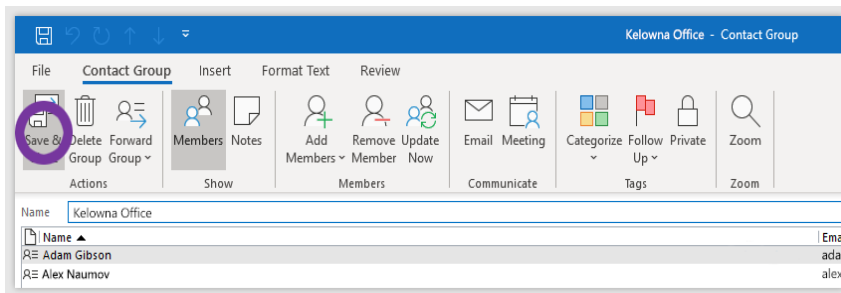 Kelowna Office - Contact Group
File Contact Group Insert Format Text Review
Save & Delete Forward Members Notes Add Remove Update Email Meeting Categorize Follow Private Zoom
Group Group Members Member Now Up
Actions Show Members Communicate Tags Zoom
Name Kelowna Office
Name Ema
Adam Gibson ada
Alex Naumov alex